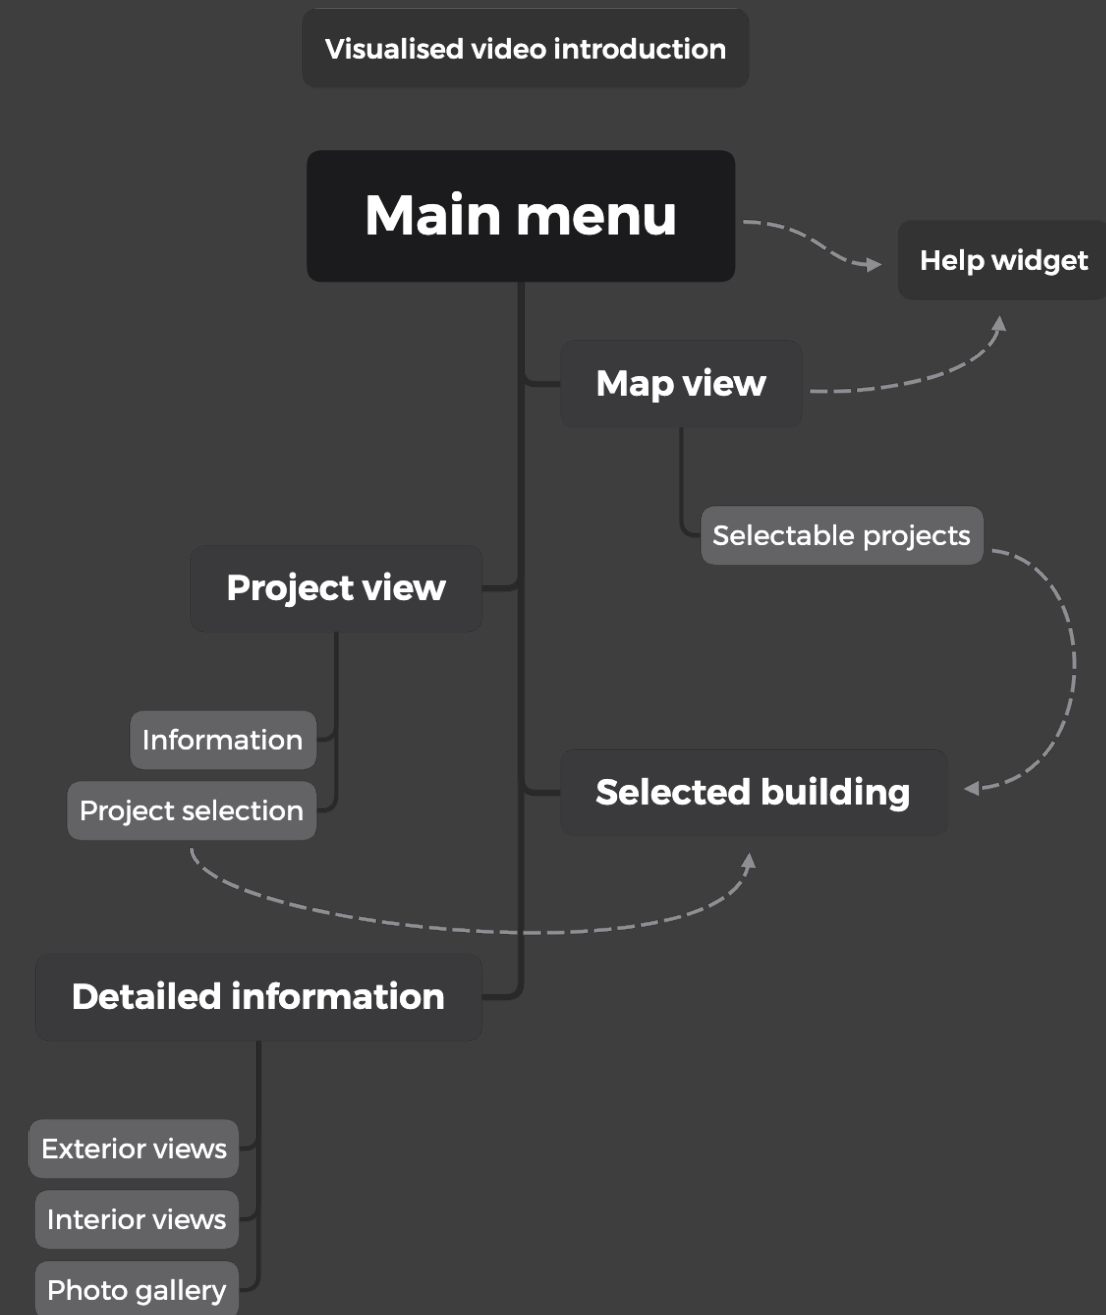 Visualised video introduction
Main menu
Help widget
Map view
Selectable projects
Project view
Information
Project selection
Selected building
Detailed information
Exterior views
Interior views
Photo gallery